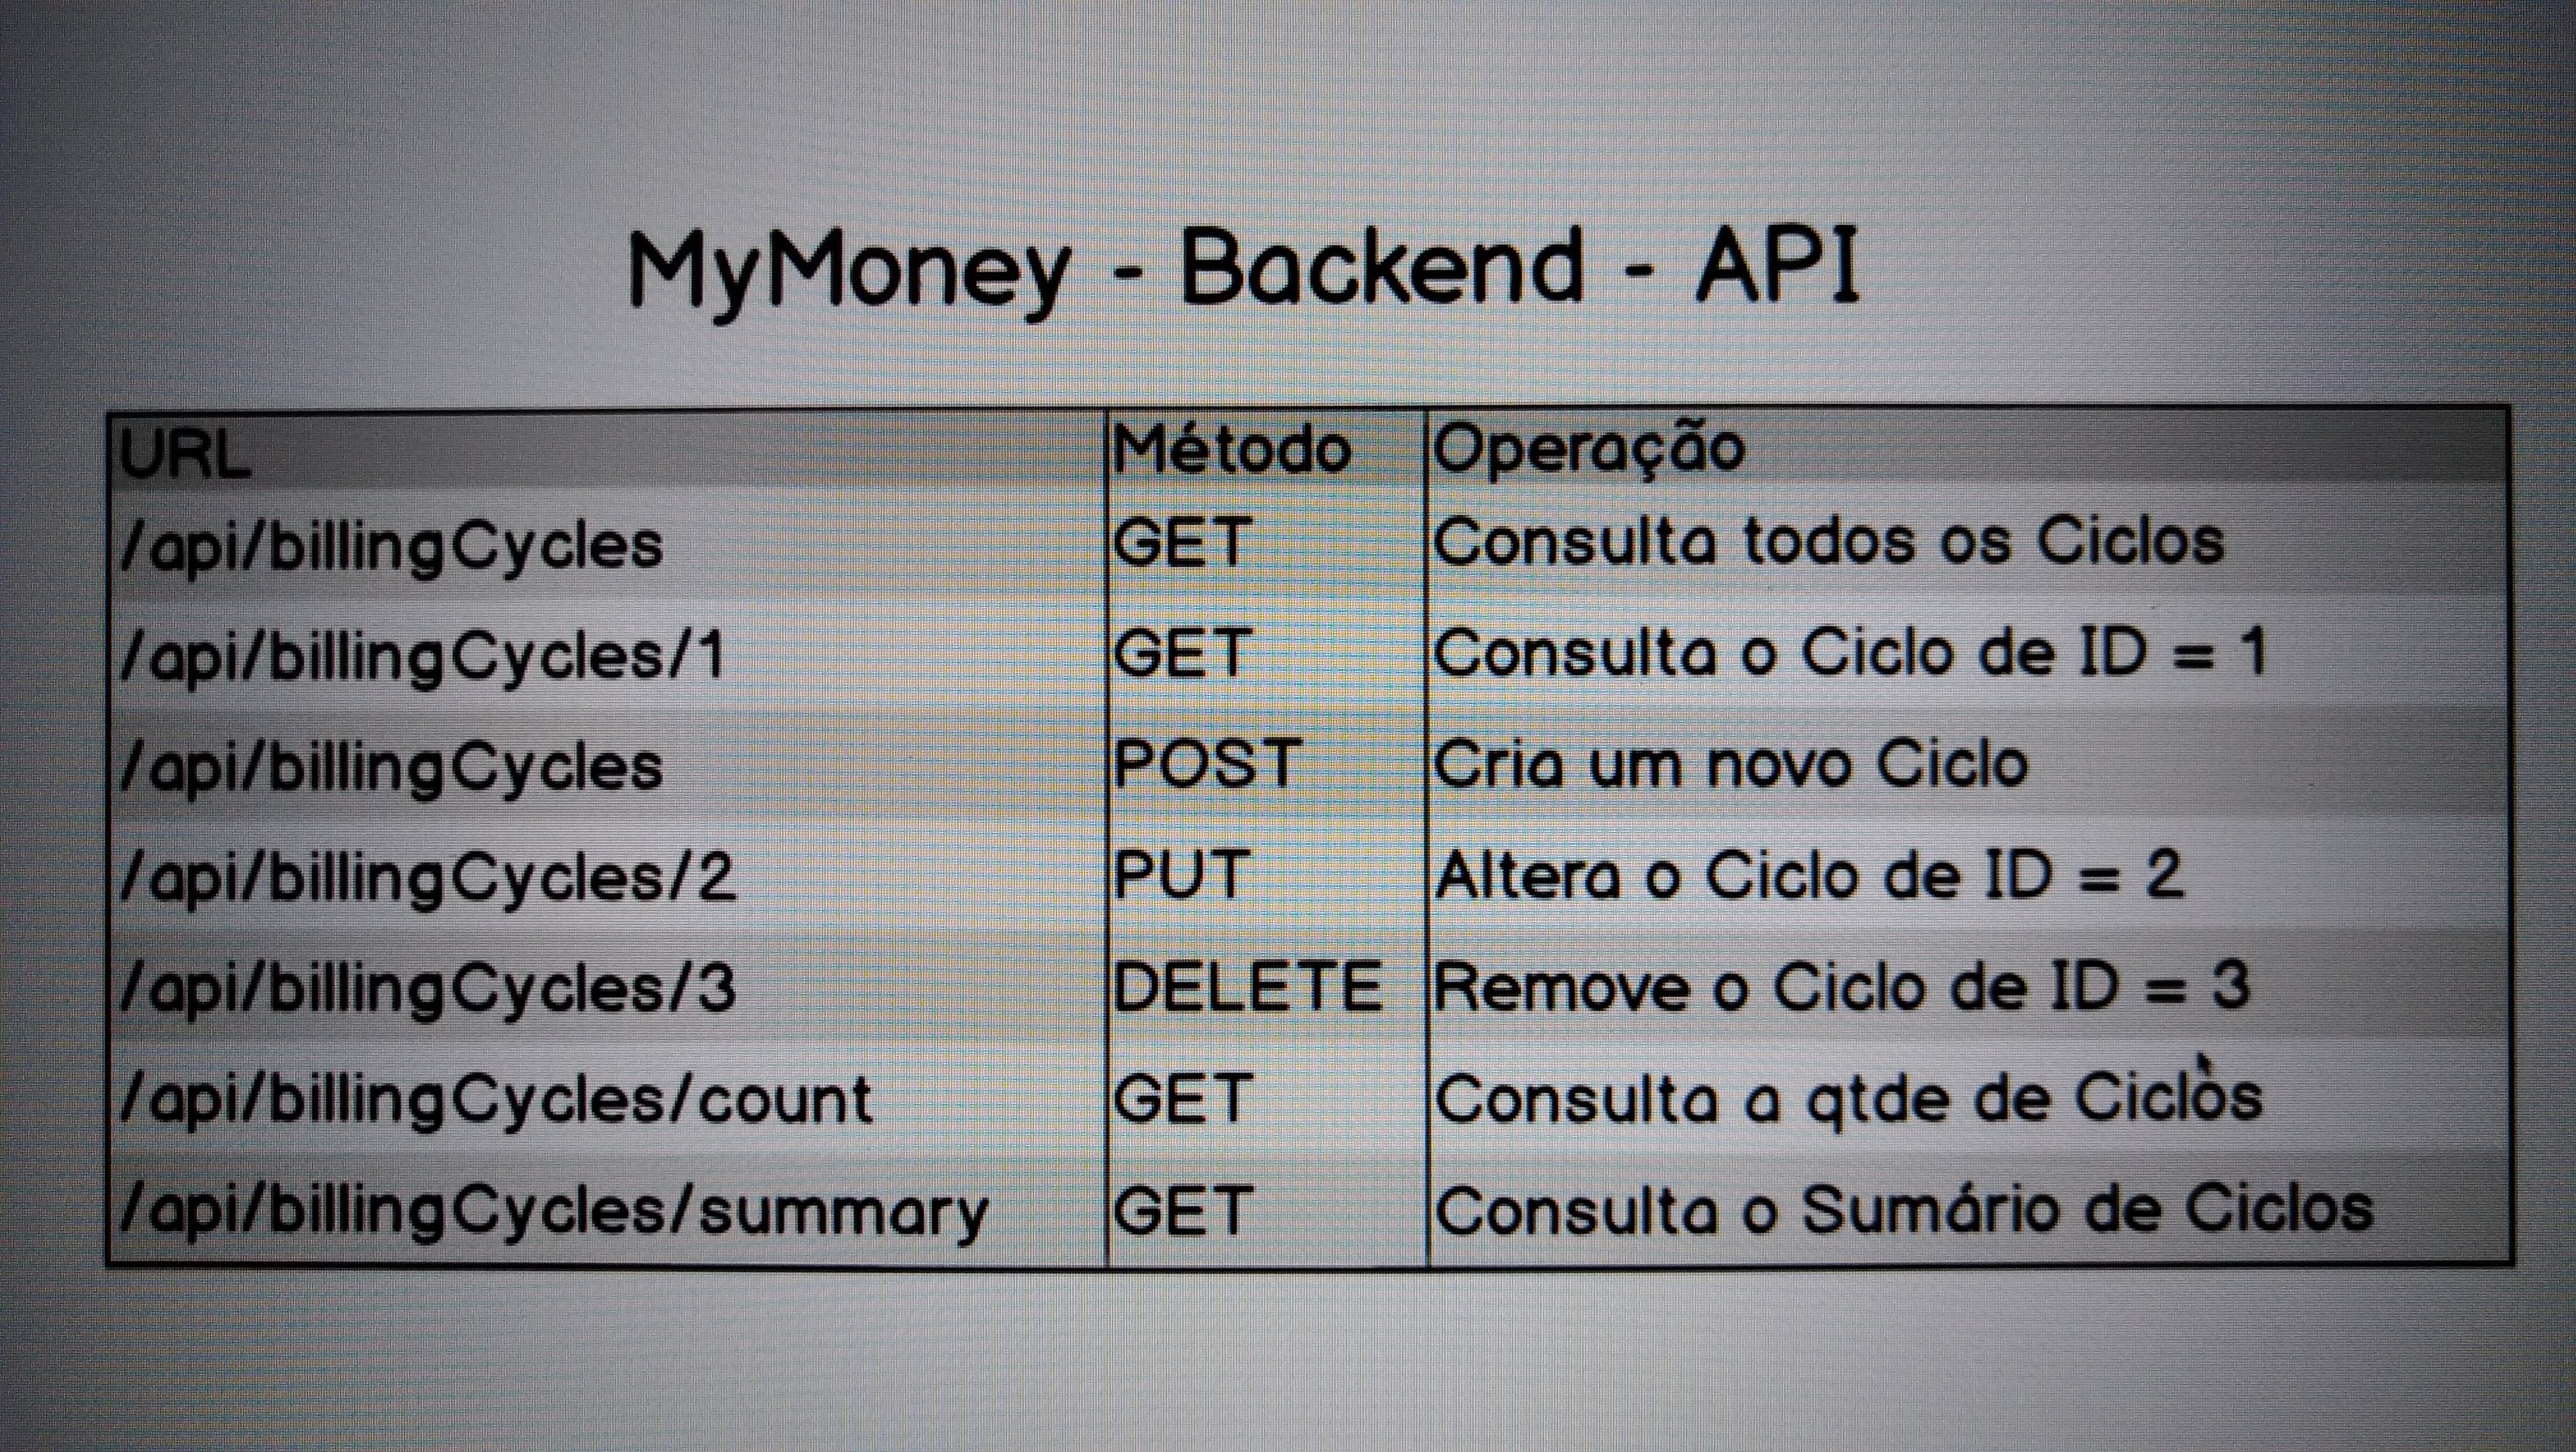 MyMoney - Backend - API
URL Método Operação
/api/billingCycles GET Consulta todos os Ciclos
/api/billingCycles/1 GET Consulta o Ciclo de ID = 1
/api/billingCycles POST Cria um novo Ciclo
/api/billingCycles/2 PUT Altera o Ciclo de ID = 2
/api/billingCycles/3 DELETE Remove o Ciclo de ID = 3
/api/billingCycles/count GET Consulta a qtde de Ciclos
/api/billingCycles/summary GET Consulta o Sumário de Ciclos